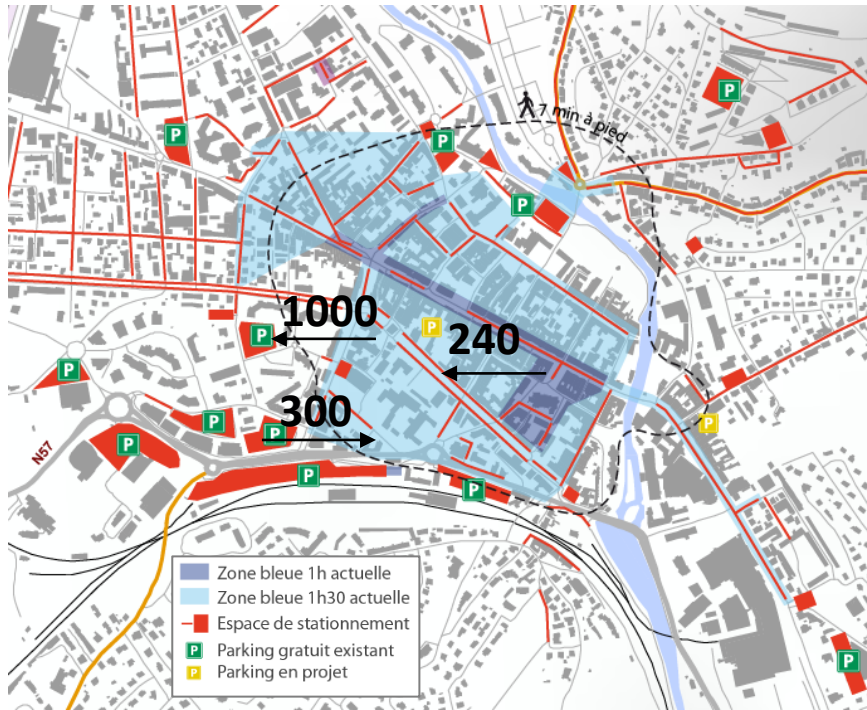 P
P
P
7 min à pied
P
1000
P
P
240
300
P
P
P
P
N57
P
P
P
P
Zone bleue 1h actuelle
Zone bleue 1h30 actuelle
Espace de stationnement
P Parking gratuit existant
P Parking en projet
P